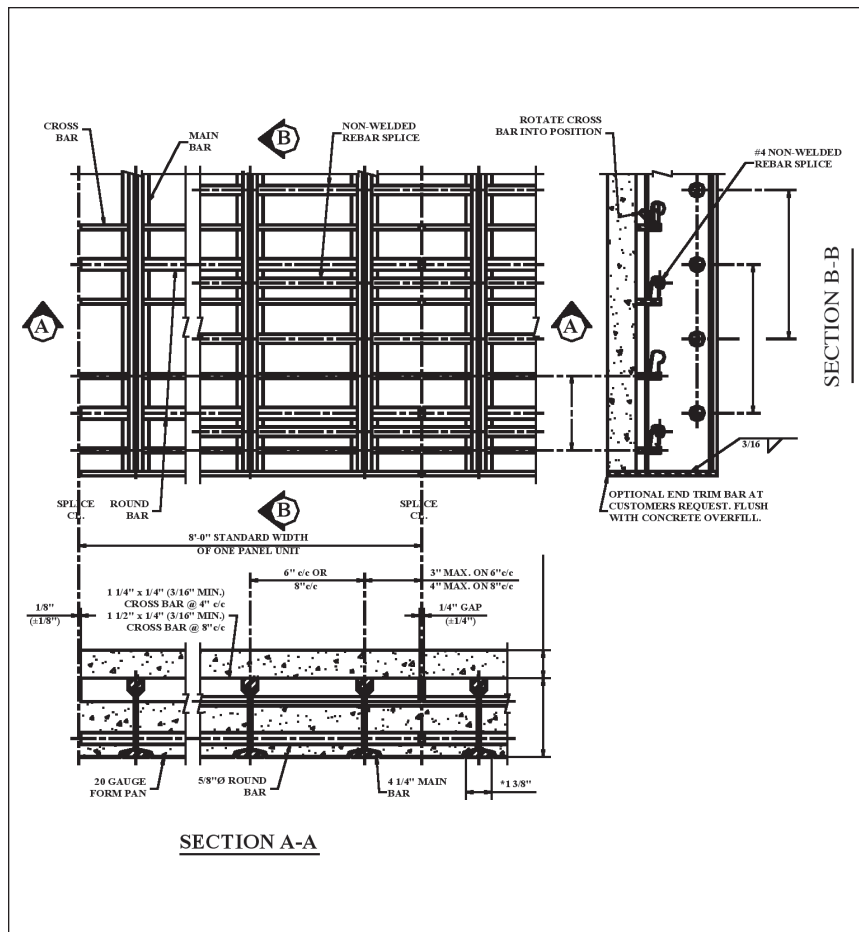 CROSS
BAR
MAIN
BAR
B
NON-WELDED
REBAR SPLICE
ROTATE CROSS
BAR INTO POSITION
#4 NON-WELDED
REBAR SPLICE
A
A
SECTION B-B
3/16
SPLICE
CL.
ROUND
BAR
B
SPLICE
CL.
OPTIONAL END TRIM BAR AT
CUSTOMERS REQUEST. FLUSH
WITH CONCRETE OVERFILL.
8'-0" STANDARD WIDTH
OF ONE PANEL UNIT
6" c/c OR
8"c/c
3" MAX. ON 6"c/c
4" MAX. ON 8"c/c
1 1/4" x 1/4" (3/16" MIN.)
CROSS BAR @ 4" c/c
1 1/2" x 1/4" (3/16" MIN.)
CROSS BAR @ 8"c/c
1/8"
(±1/8")
1/4" GAP
(±1/4")
20 GAUGE
FORM PAN
5/8"Ø ROUND
BAR
4 1/4" MAIN
BAR
*1 3/8"
SECTION A-A